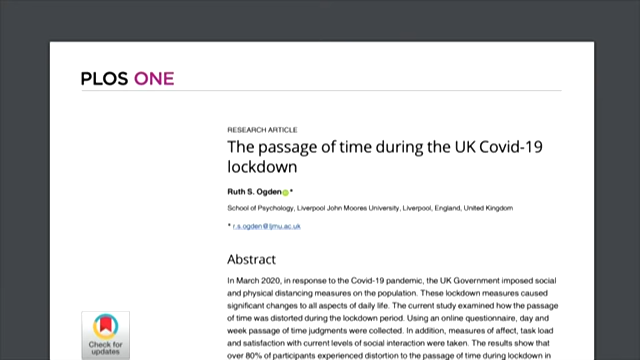 PLOS ONE
RESEARCH ARTICLE
The passage of time during the UK Covid-19
lockdown
Ruth S. Ogden *
School of Psychology, Liverpool John Moores University, Liverpool, England, United Kingdom
* r.s.ogden@ljmu.ac.uk
Abstract
In March 2020, in response to the Covid-19 pandemic, the UK Government imposed social
and physical distancing measures on the population. These lockdown measures caused
significant changes to all aspects of daily life. The current study examined how the passage
of time was distorted during the lockdown period. Using an online questionnaire, day and
week passage of time judgments were collected. In addition, measures of affect, task load
and satisfaction with current levels of social interaction were taken. The results show that
over 80% of participants experienced distortion to the passage of time during lockdown in
Check for
updates